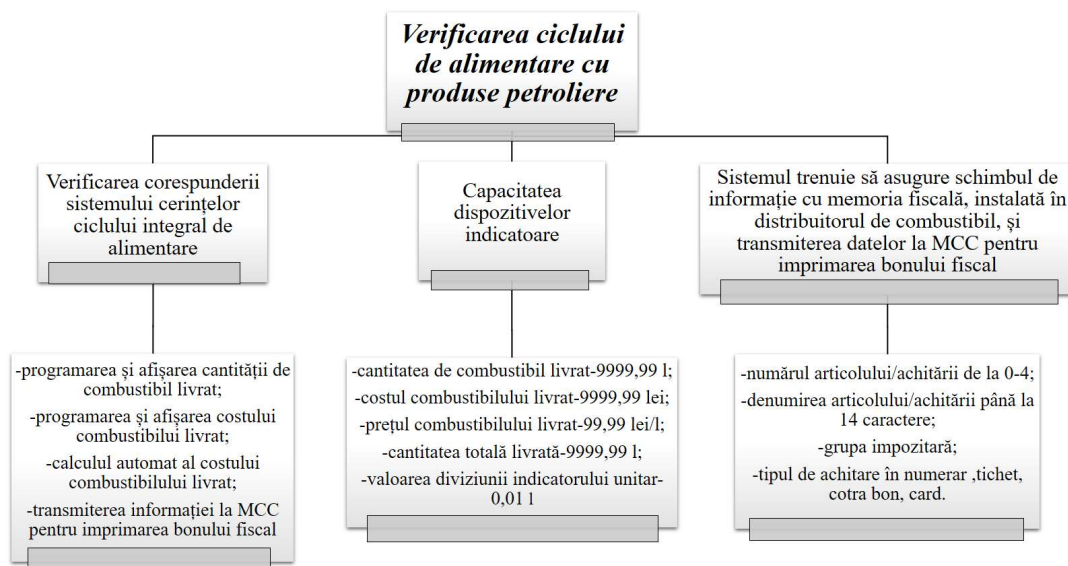 Verificarea ciclului
de alimentare cu
produse petroliere
Verificarea corespunderii
sistemului cerințelor
ciclului integral de
alimentare
Capacitatea
dispozitivelor
indicatoare
Sistemul trenuie să asigure schimbul de
informație cu memoria fiscală, instalată în
distribuitorul de combustibil, și
transmiterea datelor la MCC pentru
imprimarea bonului fiscal
-programarea și afișarea cantității de
combustibil livrat;
-programarea și afișarea costului
combustibilui livrat;
-calculul automat al costului
combustibilului livrat;
-transmiterea informației la MCC
pentru imprimarea bonului fiscal
-cantitatea de combustibil livrat-9999,99 l;
-costul combustibilului livrat-9999,99 lei;
-prețul combustibilului livrat-99,99 lei/l;
-cantitatea totală livrată-9999,99 l;
-valoarea diviziunii indicatorului unitar-
0,01 l
-numărul articolului/achitării de la 0-4;
-denumirea articolului/achitării până la
14 caractere;
-grupa impozitară;
-tipul de achitare în numerar ,tichet,
cotra bon, card.